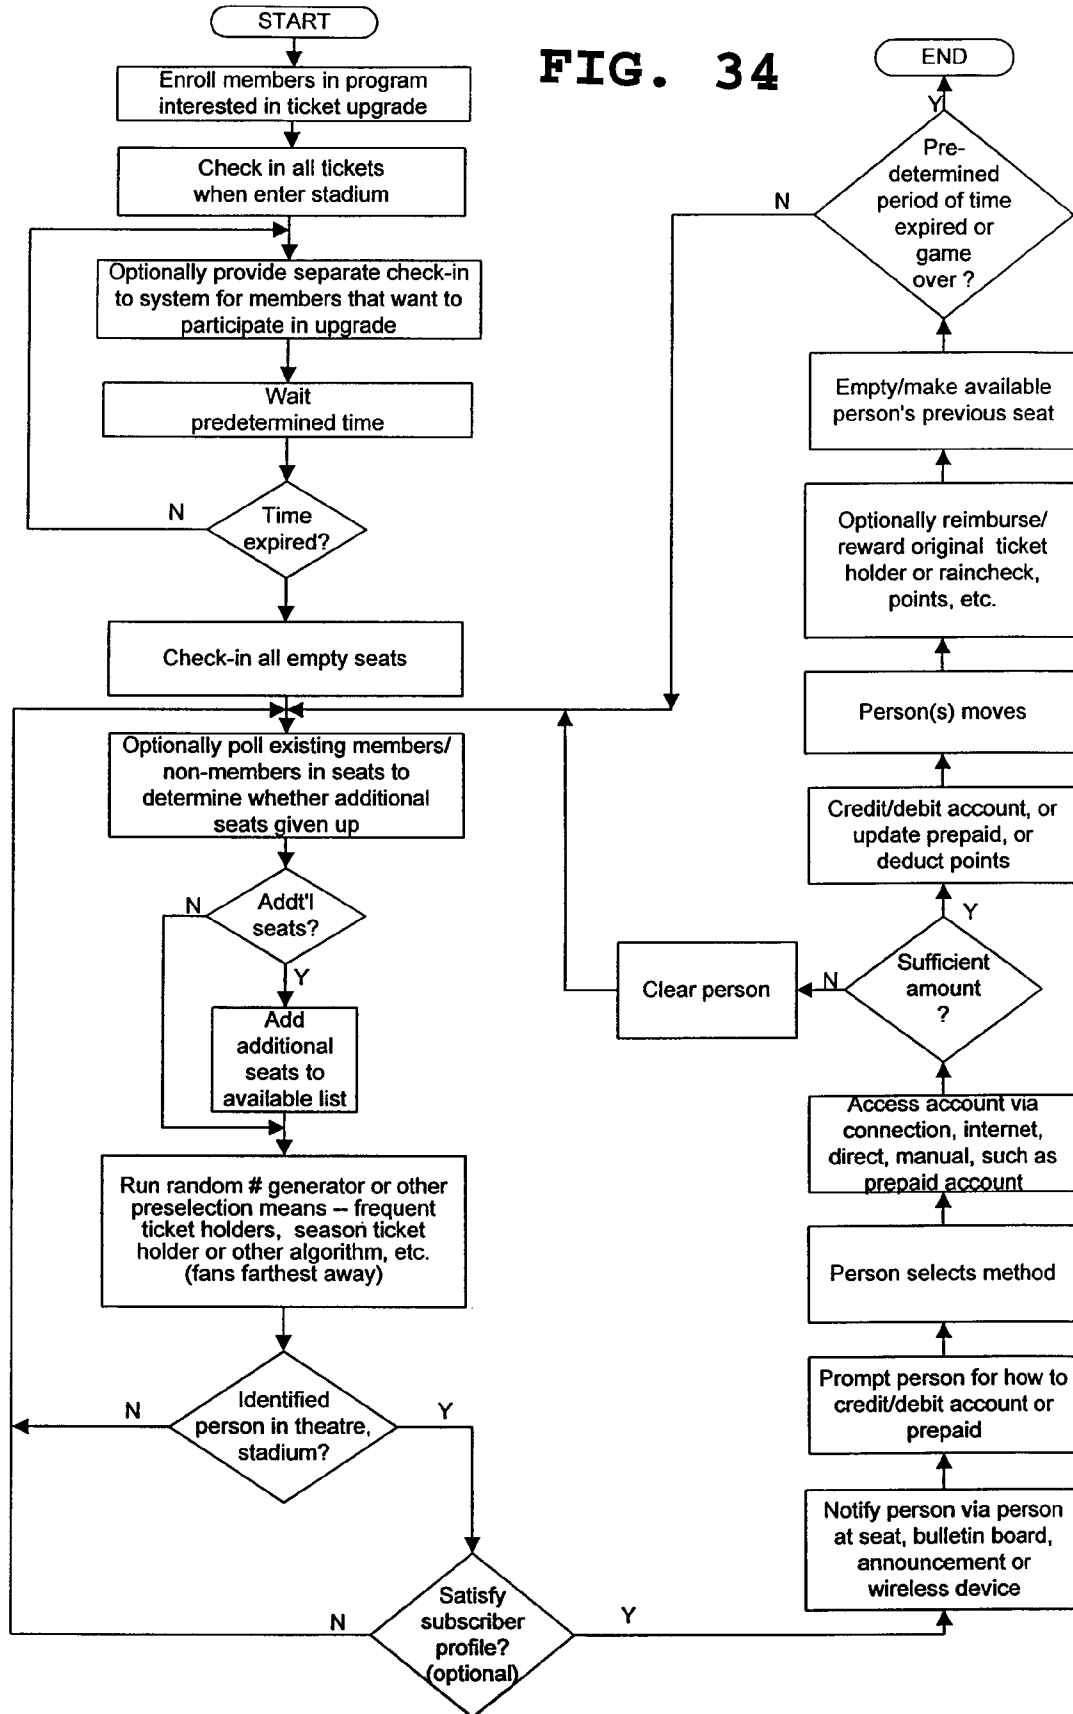 START
FIG. 34
Enroll members in program
interested in ticket upgrade
Check in all tickets
when enter stadium
Optionally provide separate check-in
to system for members that want to
participate in upgrade
Wait
predetermined time
N
Time
expired?
Check-in all empty seats
Optionally poll existing members/
non-members in seats to
determine whether additional
seats given up
N
Addt'l
seats?
Y
Add
additional
seats to
available list
Run random # generator or other
preselection means -- frequent
ticket holders, season ticket
holder or other algorithm, etc.
(fans farthest away)
N
Identified
person in theatre,
stadium?
Y
N
Satisfy
subscriber
profile?
(optional)
Y
Notify person via person
at seat, bulletin board,
announcement or
wireless device
Prompt person for how to
credit/debit account or
prepaid
Person selects method
Access account via
connection, internet,
direct, manual, such as
prepaid account
Sufficient
amount
?
N
Clear person
Y
Credit/debit account, or
update prepaid, or
deduct points
Person(s) moves
Optionally reimburse/
reward original ticket
holder or raincheck,
points, etc.
Empty/make available
person's previous seat
Pre-
determined
period of time
expired or
game
over ?
N
Y
END